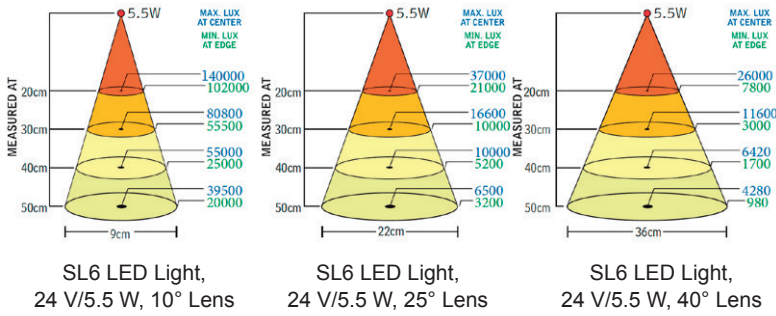 5.5W
MAX. LUX
AT CENTER
MIN. LUX
AT EDGE
MEASURED AT
20cm
140000
102000
30cm
80800
55500
40cm
55000
25000
50cm
39500
20000
9cm
SL6 LED Light,
24 V/5.5 W, 10° Lens
5.5W
MAX. LUX
AT CENTER
MIN. LUX
AT EDGE
MEASURED AT
20cm
37000
21000
30cm
16600
10000
40cm
10000
5200
50cm
6500
3200
22cm
SL6 LED Light,
24 V/5.5 W, 25° Lens
5.5W
MAX. LUX
AT CENTER
MIN. LUX
AT EDGE
MEASURED AT
20cm
26000
7800
30cm
11600
3000
40cm
6420
1700
50cm
4280
980
36cm
SL6 LED Light,
24 V/5.5 W, 40° Lens